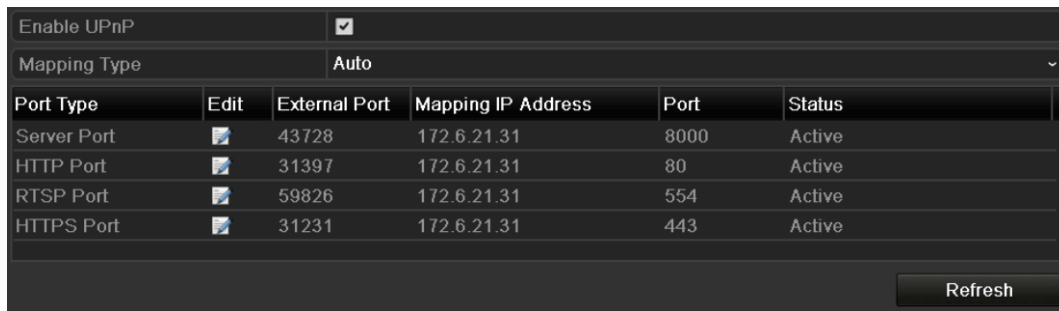 Enable UPnP
Mapping Type Auto
Port Type Edit External Port Mapping IP Address Port Status
Server Port 43728 172.6.21.31 8000 Active
HTTP Port 31397 172.6.21.31 80 Active
RTSP Port 59826 172.6.21.31 554 Active
HTTPS Port 31231 172.6.21.31 443 Active
Refresh